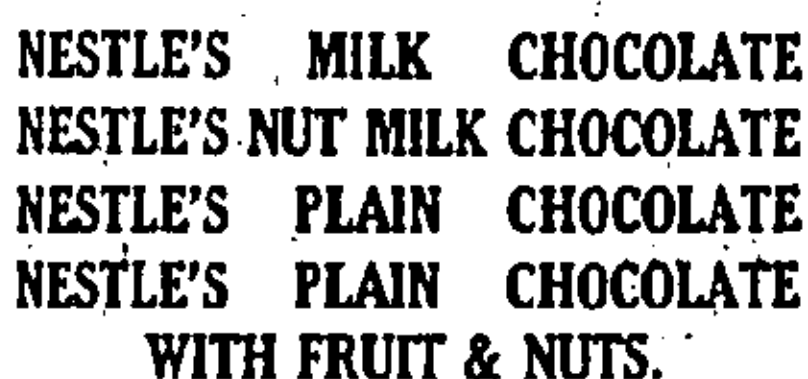 NESTLE'S MILK CHOCOLATE
NESTLE'S NUT MILK CHOCOLATE
NESTLE'S PLAIN CHOCOLATE
NESTLE'S PLAIN CHOCOLATE
WITH FRUIT & NUTS.